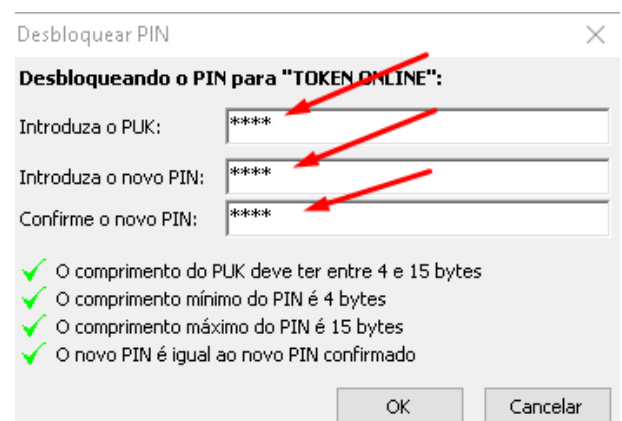 Desbloquear PIN
Desbloqueando o PIN para "TOKEN ONLINE":
Introduza o PUK: ****
Introduza o novo PIN: ****
Confirme o novo PIN: ****
O comprimento do PUK deve ter entre 4 e 15 bytes
O comprimento mínimo do PIN é 4 bytes
O comprimento máximo do PIN é 15 bytes
O novo PIN é igual ao novo PIN confirmado
OK Cancelar